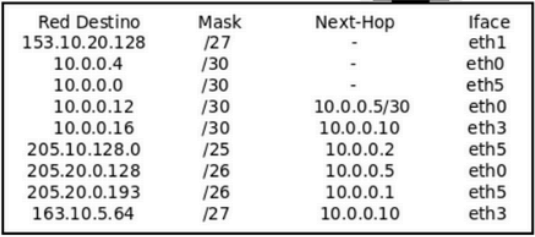 Red Destino Mask Next-Hop Iface
153.10.20.128 /27 - eth1
10.0.0.4 /30 - eth0
10.0.0.0 /30 - eth5
10.0.0.12 /30 10.0.0.5/30 eth0
10.0.0.16 /30 10.0.0.10 eth3
205.10.128.0 /25 10.0.0.2 eth5
205.20.0.128 /26 10.0.0.5 eth0
205.20.0.193 /26 10.0.0.1 eth5
163.10.5.64 /27 10.0.0.10 eth3